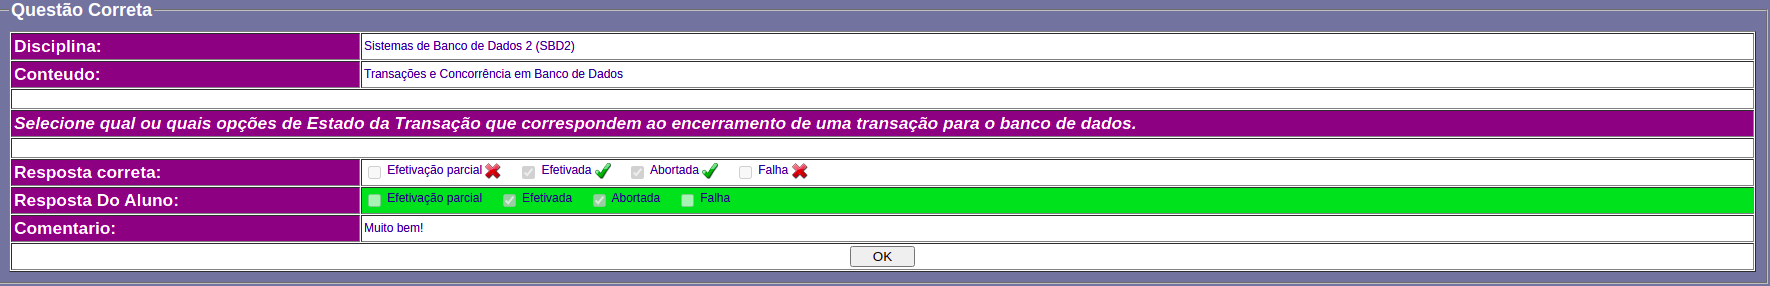 Questão Correta
Disciplina: Sistemas de Banco de Dados 2 (SBD2)
Conteudo: Transações e Concorrência em Banco de Dados
Selecione qual ou quais opções de Estado da Transação que correspondem ao encerramento de uma transação para o banco de dados.
Resposta correta: Efetivação parcial Efetivada Abortada Falha
Resposta Do Aluno: Efetivação parcial Efetivada Abortada Falha
Comentario: Muito bem!
OK